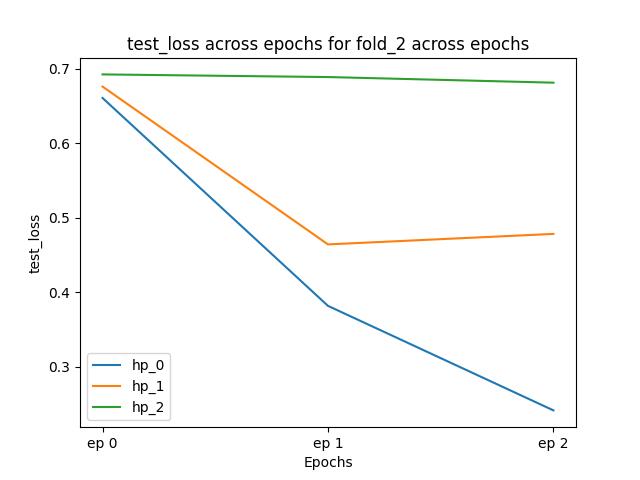 test_loss across epochs for fold_2 across epochs
0.7
0.6
0.5
0.4
0.3
test_loss
hp_0
hp_1
hp_2
ep 0
ep 1
ep 2
Epochs